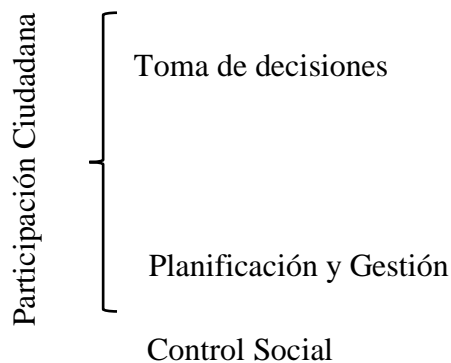 Participación Ciudadana
Toma de decisiones
Planificación y Gestión
Control Social